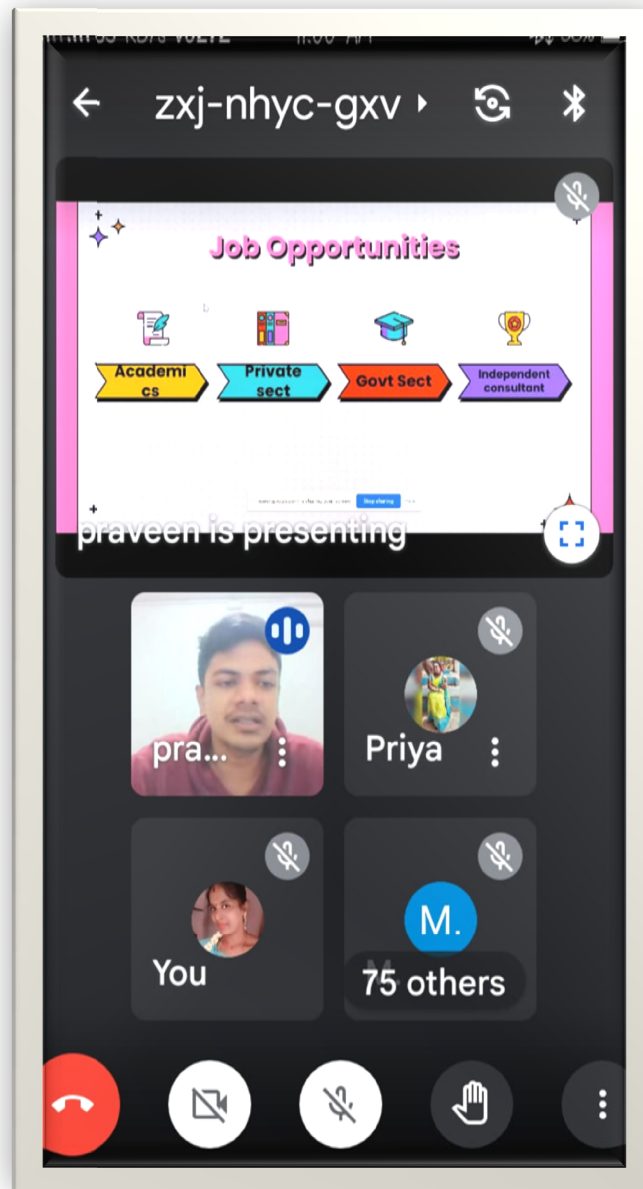 zxj-nhyc-gxv
Job Opportunities
Academi
cs
Private
sect
Govt Sect
Independent
consultant
Stop sharing
praveen is presenting
pra...
Priya
You
M.
75 others